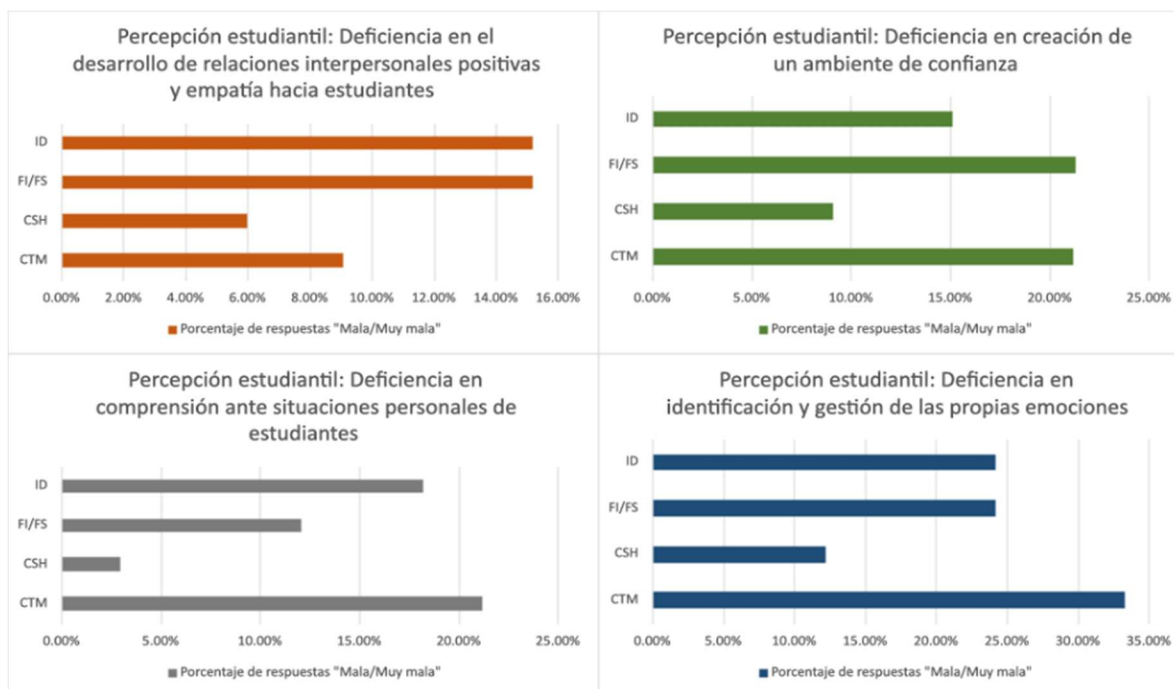 Percepción estudiantil: Deficiencia en el
desarrollo de relaciones interpersonales positivas
y empatía hacia estudiantes
ID
FI/FS
CSH
CTM
0.00% 2.00% 4.00% 6.00% 8.00% 10.00% 12.00% 14.00% 16.00%
Porcentaje de respuestas "Mala/Muy mala"
Percepción estudiantil: Deficiencia en creación de
un ambiente de confianza
ID
FI/FS
CSH
CTM
0.00% 5.00% 10.00% 15.00% 20.00% 25.00%
Porcentaje de respuestas "Mala/Muy mala"
Percepción estudiantil: Deficiencia en
comprensión ante situaciones personales de
estudiantes
ID
FI/FS
CSH
CTM
0.00% 5.00% 10.00% 15.00% 20.00% 25.00%
Porcentaje de respuestas "Mala/Muy mala"
Percepción estudiantil: Deficiencia en
identificación y gestión de las propias emociones
ID
FI/FS
CSH
CTM
0.00% 5.00% 10.00% 15.00% 20.00% 25.00% 30.00% 35.00%
Porcentaje de respuestas "Mala/Muy mala"